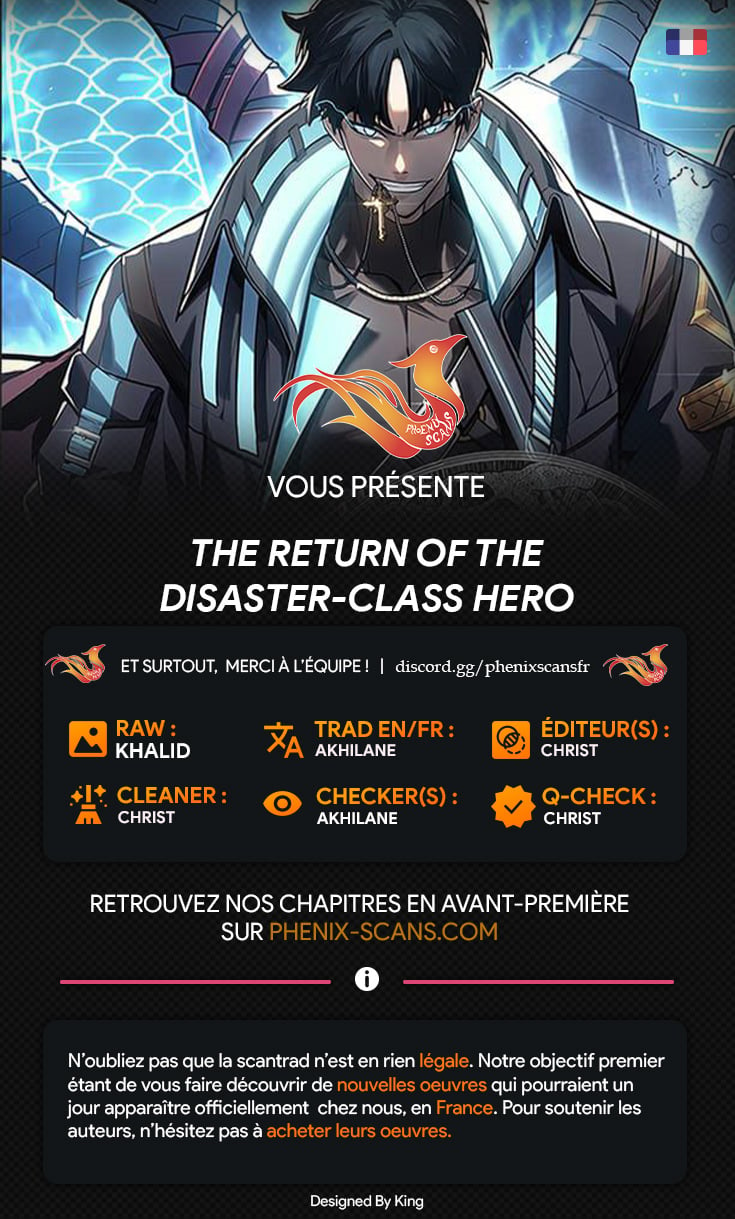 PHOENIX
SCANS
VOUS PRÉSENTE
THE RETURN OF THE
DISASTER-CLASS HERO
ET SURTOUT, MERCI À L'ÉQUIPE ! | discord.gg/phenixscansfr
RAW : TRAD EN/FR : ÉDITEUR(S) :
KHALID AKHILANE CHRIST
CLEANER : CHECKER(S) : Q-CHECK :
CHRIST AKHILANE CHRIST
RETROUVEZ NOS CHAPITRES EN AVANT-PREMIÈRE
SUR PHENIX-SCANS.COM
N'oubliez pas que la scantrad n'est en rien légale. Notre objectif premier
étant de vous faire découvrir de nouvelles oeuvres qui pourraient un
jour apparaître officiellement chez nous, en France. Pour soutenir les
auteurs, n'hésitez pas à acheter leurs oeuvres.
Designed By King